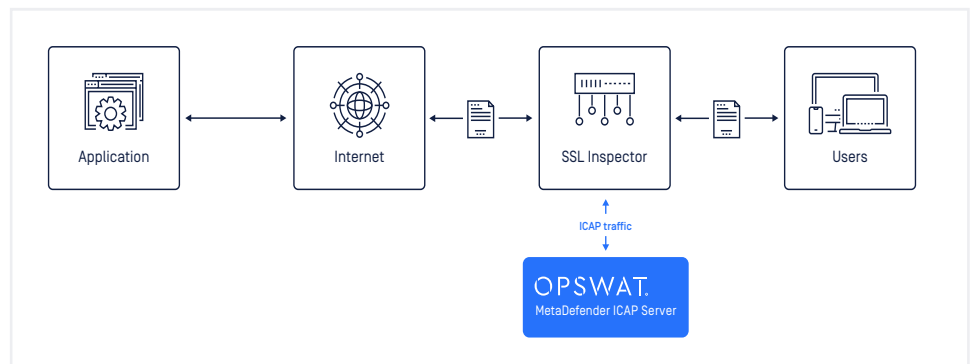 Application
Internet
SSL Inspector
Users
ICAP traffic
OPSWAT.
MetaDefender ICAP Server